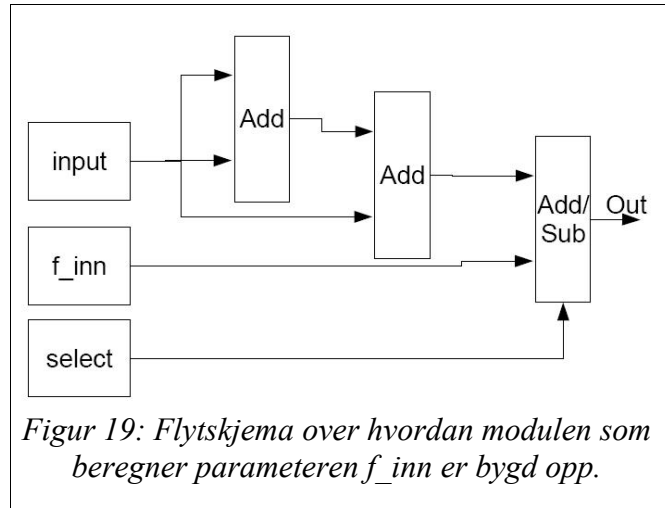 Add
Add
input
Add/
Sub
Out
f_inn
select
Figur 19: Flytskjema over hvordan modulen som
beregner parameteren f_inn er bygd opp.